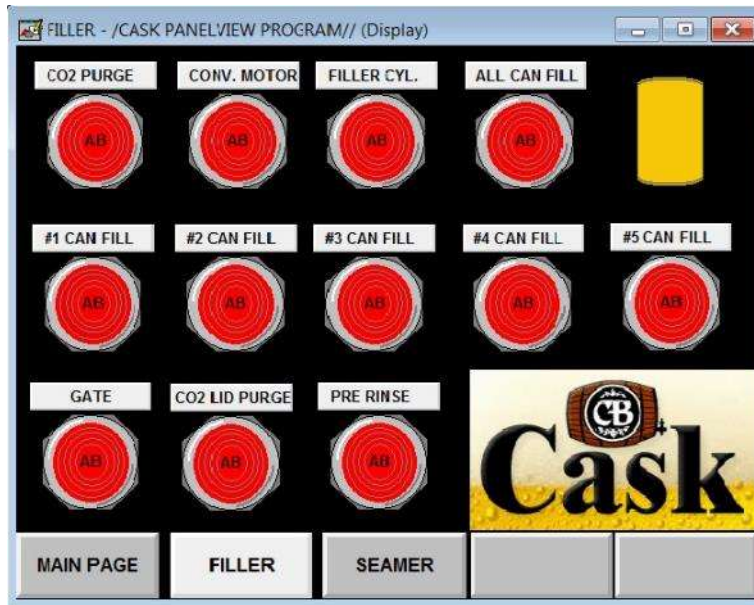 FILLER - /CASK PANELVIEW PROGRAM// (Display)
CO2 PURGE
CONV. MOTOR
FILLER CYL.
ALL CAN FILL
AB
AB
AB
AB
#1 CAN FILL
#2 CAN FILL
#3 CAN FILL
#4 CAN FILL
#5 CAN FILL
AB
AB
AB
AB
AB
GATE
CO2 LID PURGE
PRE RINSE
AB
AB
AB
CB
Cask
MAIN PAGE
FILLER
SEAMER